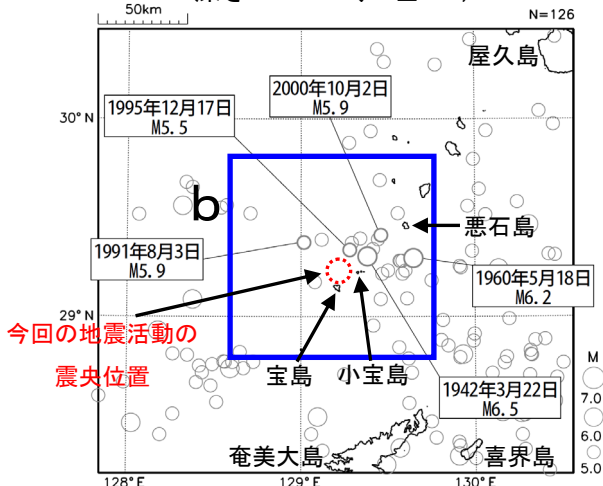 50km
N=126
屋久島
2000年10月2日
M5.9
1995年12月17日
M5.5
30°N
b
悪石島
1991年8月3日
M5.9
1960年5月18日
M6.2
今回の地震活動の
震央位置
29°N
宝島
小宝島
1942年3月22日
M6.5
M
7.0
6.0
5.0
奄美大島
喜界島
128°E
129°E
130°E